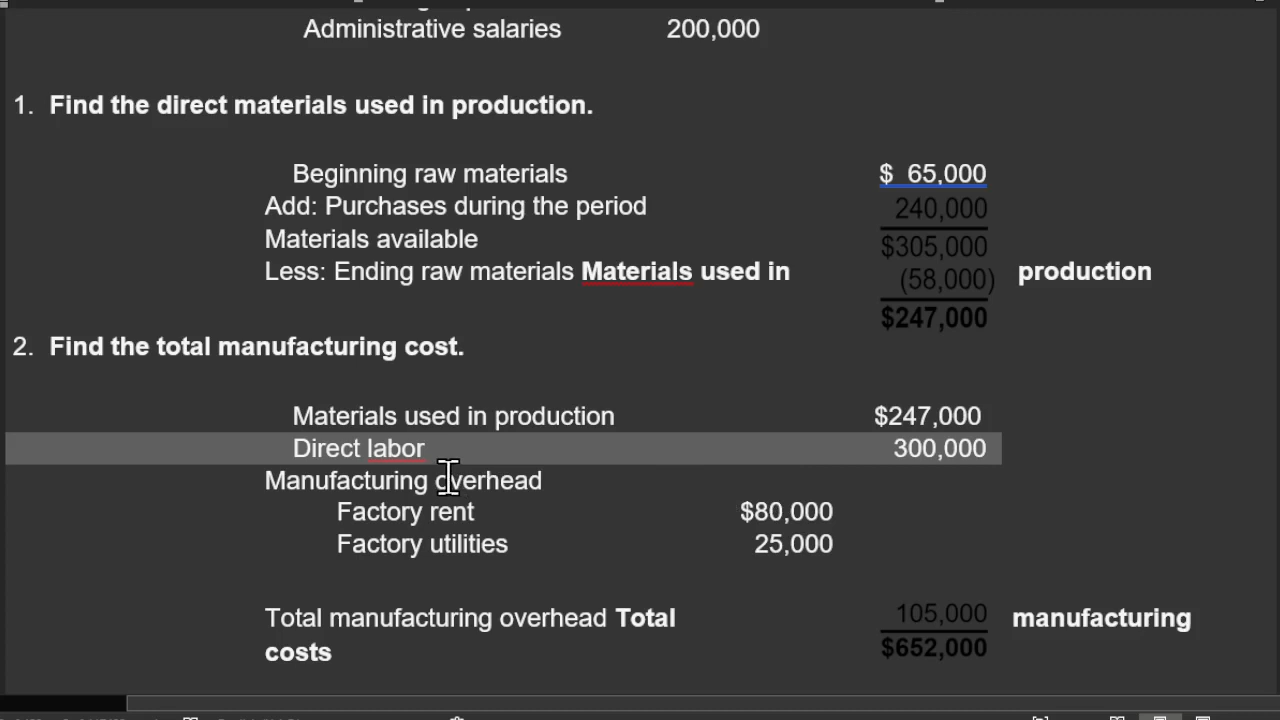 Administrative salaries 200,000
1. Find the direct materials used in production.
Beginning raw materials $ 65,000
Add: Purchases during the period 240,000
Materials available $305,000
Less: Ending raw materials Materials used in (58,000) production
$247,000
2. Find the total manufacturing cost.
Materials used in production $247,000
Direct labor 300,000
Manufacturing overhead
Factory rent $80,000
Factory utilities 25,000
Total manufacturing overhead Total 105,000 manufacturing
costs $652,000